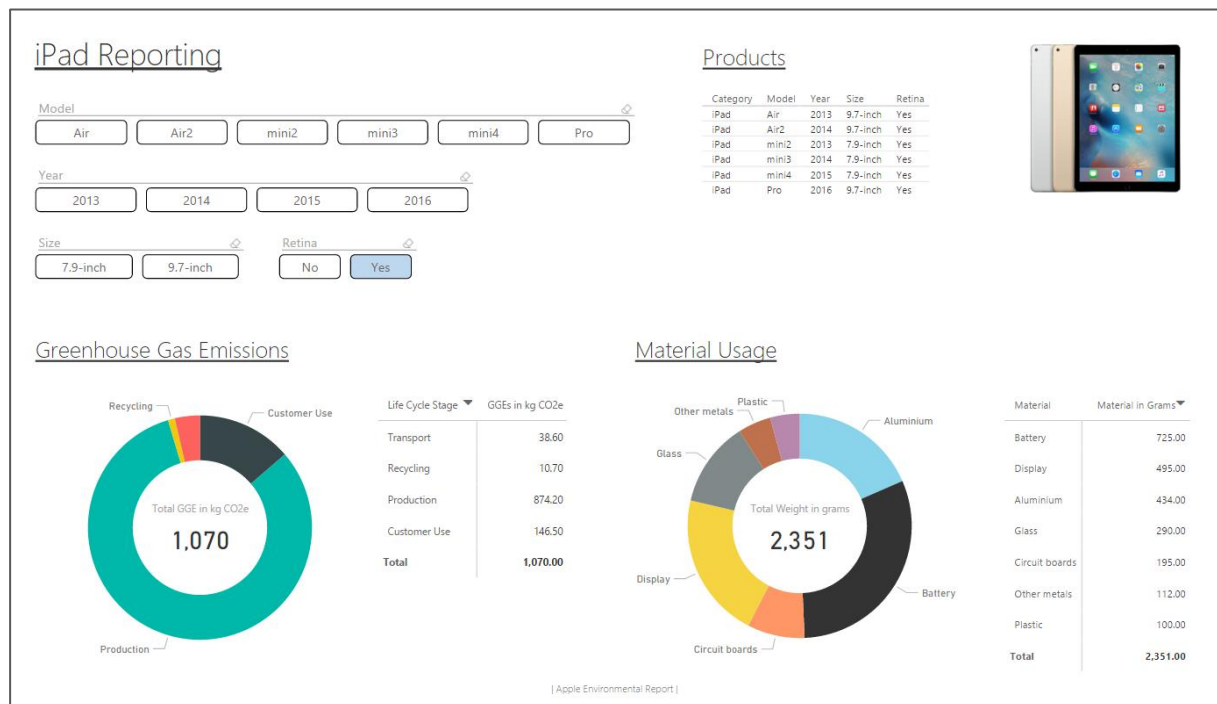 iPad Reporting
Model
Air Air2 mini2 mini3 mini4 Pro
Year
2013 2014 2015 2016
Size Retina
7.9-inch 9.7-inch No Yes
Products
Category Model Year Size Retina
iPad Air 2013 9.7-inch Yes
iPad Air2 2014 9.7-inch Yes
iPad mini2 2013 7.9-inch Yes
iPad mini3 2014 7.9-inch Yes
iPad mini4 2015 7.9-inch Yes
iPad Pro 2016 9.7-inch Yes
Greenhouse Gas Emissions
Recycling
Customer Use
Total GGE in kg CO2e
1,070
Production
Life Cycle Stage GGEs in kg CO2e
Transport 38.60
Recycling 10.70
Production 874.20
Customer Use 146.50
Total 1,070.00
Material Usage
Plastic
Other metals
Aluminium
Glass
Total Weight in grams
2,351
Display
Battery
Circuit boards
Material Material in Grams
Battery 725.00
Display 495.00
Aluminium 434.00
Glass 290.00
Circuit boards 195.00
Other metals 112.00
Plastic 100.00
Total 2,351.00
| Apple Environmental Report |